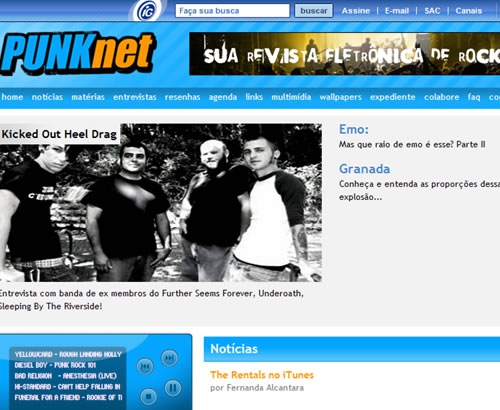 iG
Faça sua busca
buscar
Assine | E-mail | SAC | Canais
PUNKnet
SUA REVISTA ELETRÔNICA DE ROCK
home notícias matérias entrevistas resenhas agenda links multimídia wallpapers expediente colabore faq
Kicked Out Heel Drag
Emo:
Mas que raio de emo é esse? Parte II
Granada
Conheça e entenda as proporções dessa
explosão...
Entrevista com banda de ex membros do Further Seems Forever, Underoath,
Sleeping By The Riverside!
YELLOWCARD - ROUGH LANDING HOLLY
DIESEL BOY - PUNK ROCK 101
BAD RELIGION - ANESTHESIA (LIVE)
HI-STANDARD - CAN'T HELP FALLING IN
FUNERAL FOR A FRIEND - ROOKIE OF TH
Notícias
The Rentals no iTunes
por Fernanda Alcantara